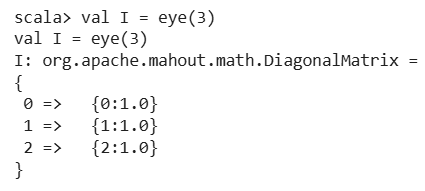 scala> val I = eye(3)
val I = eye(3)
I: org.apache.mahout.math.DiagonalMatrix =
{
 0 =>	{0:1.0}
 1 =>	{1:1.0}
 2 =>	{2:1.0}
}